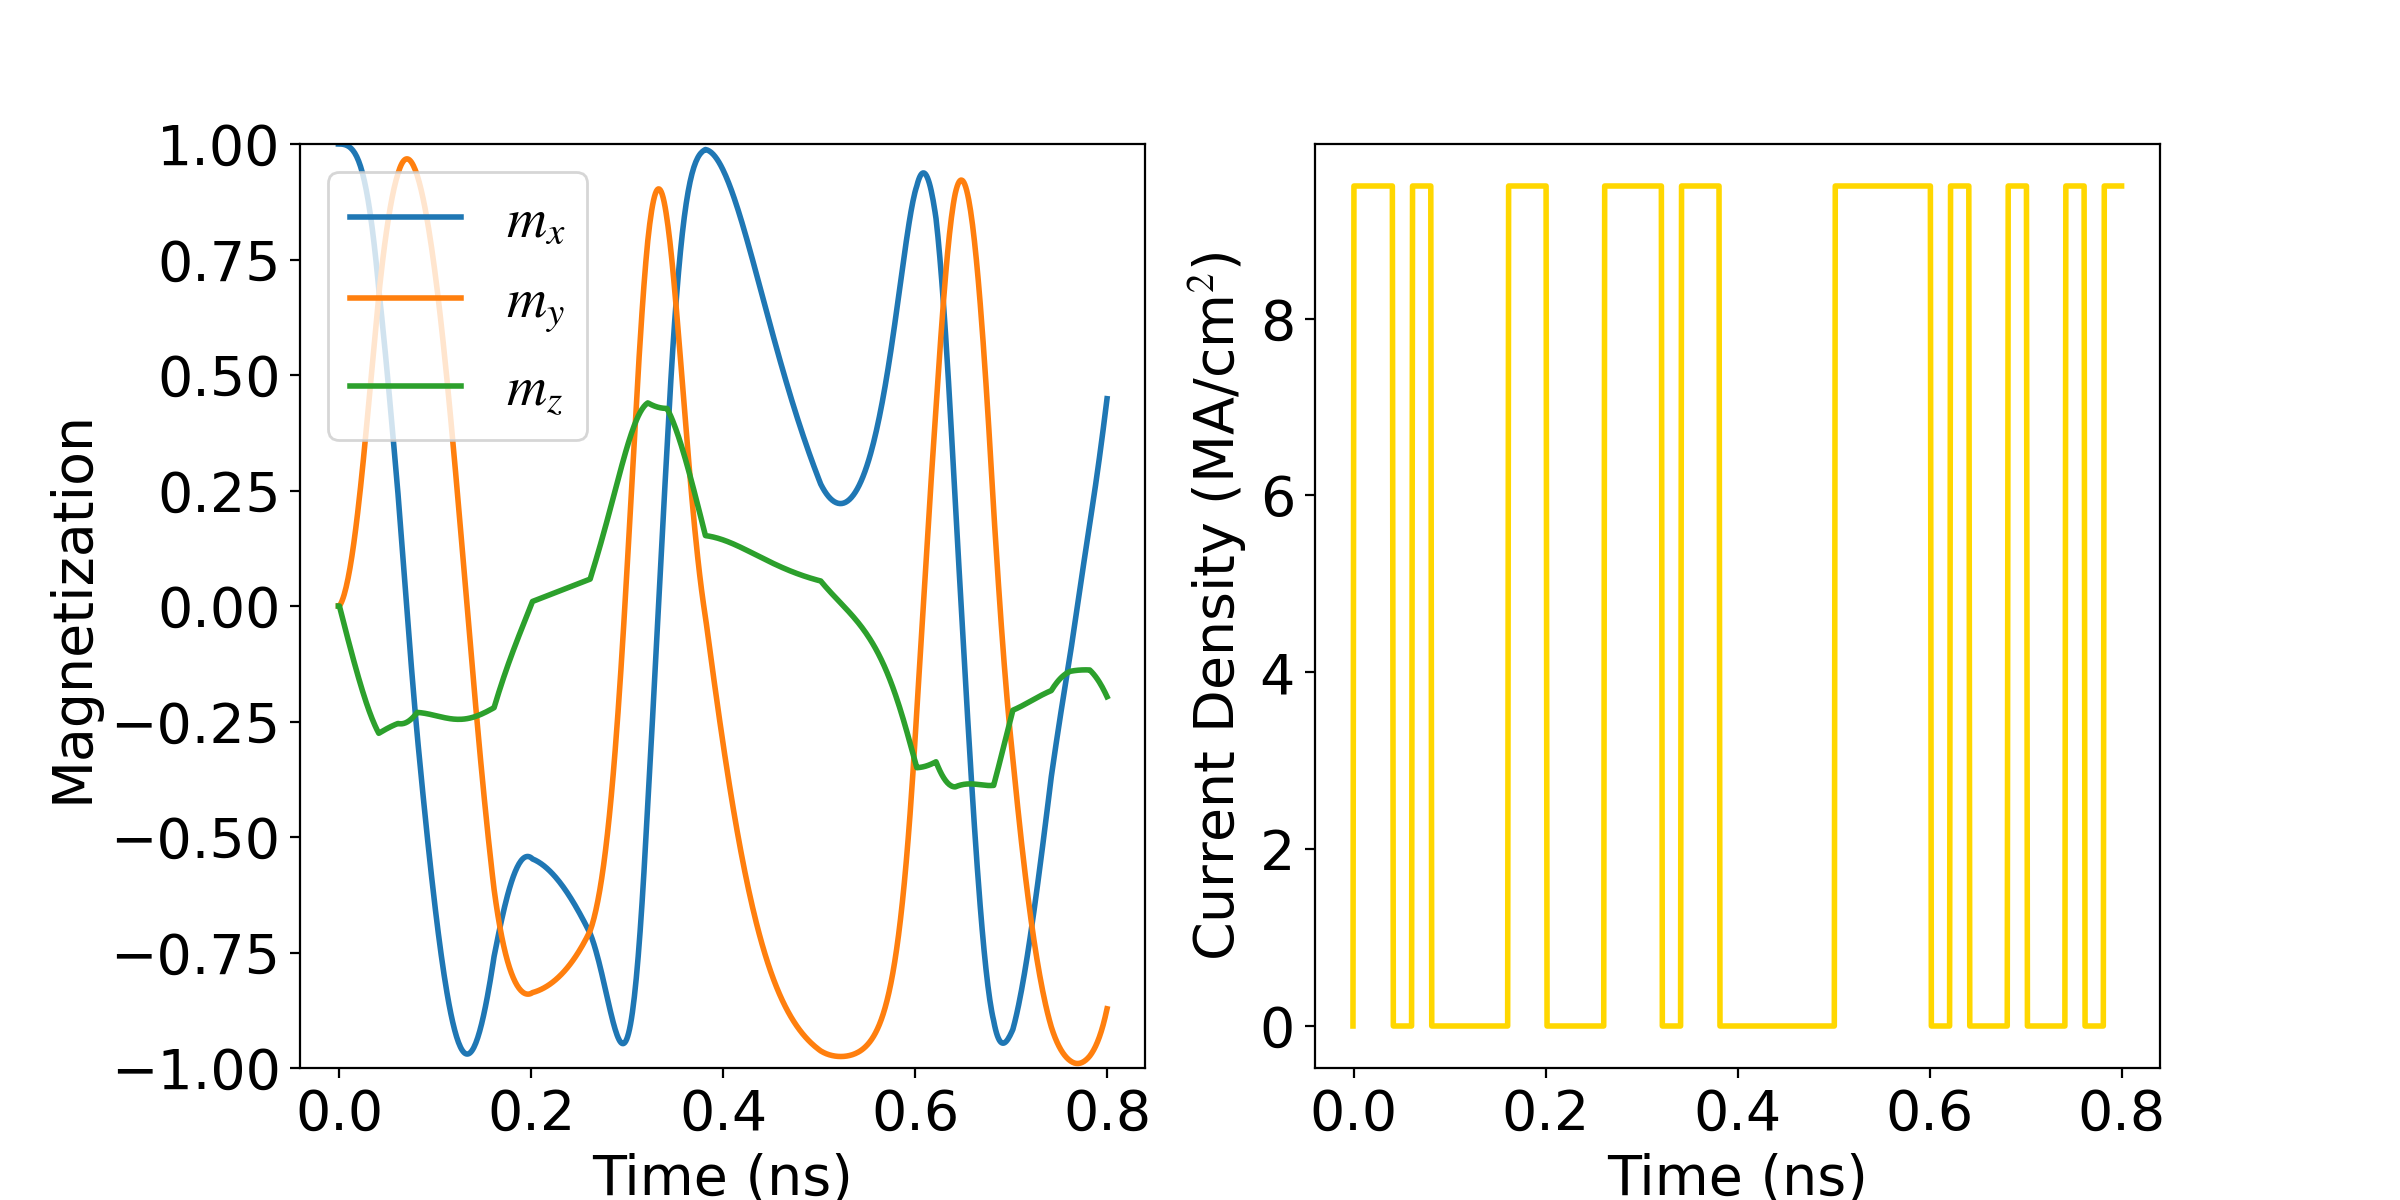 1.00
0.75
0.50
0.25
0.00
−0.25
−0.50
−0.75
−1.00
Magnetization
m_x
m_y
m_z
0.0 0.2 0.4 0.6 0.8
Time (ns)
8
6
4
2
0
Current Density (MA/cm²)
0.0 0.2 0.4 0.6 0.8
Time (ns)